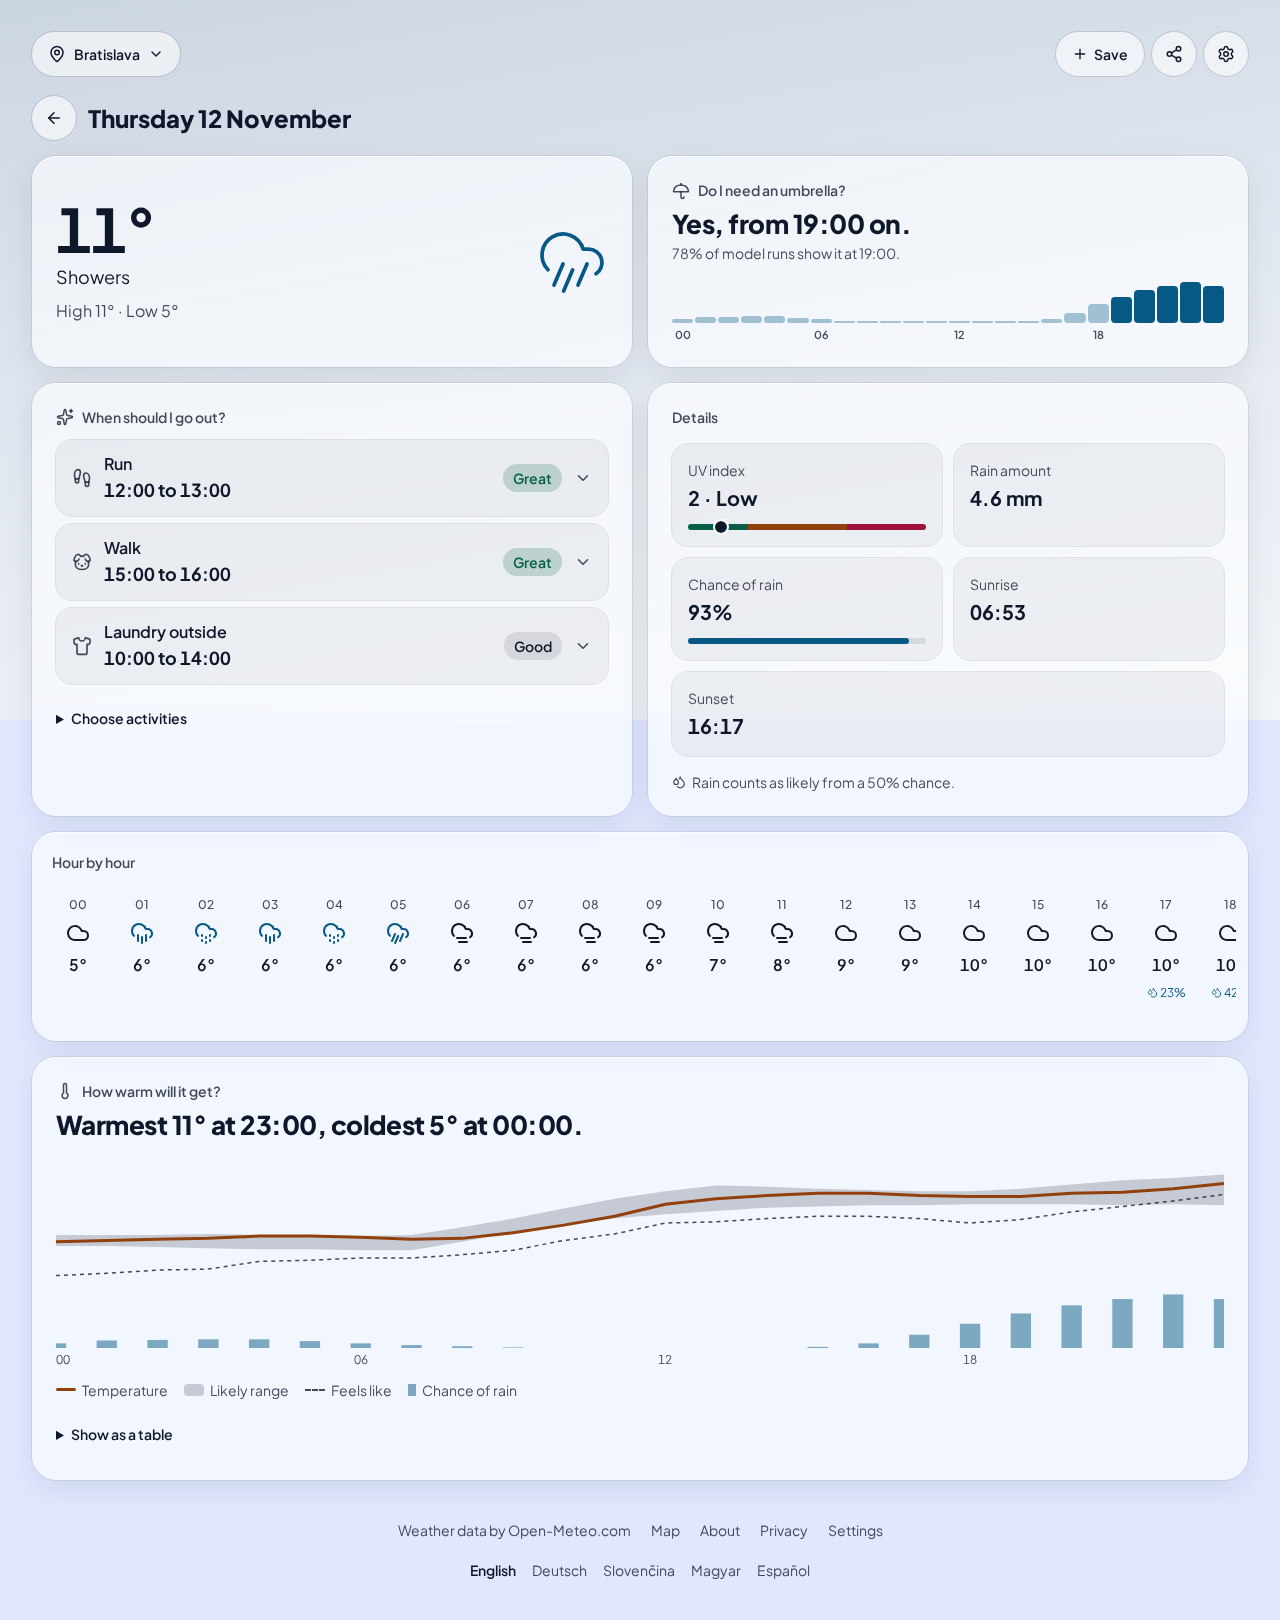 Bratislava
Save
Thursday 12 November
11°
Showers
High 11° · Low 5°
Do I need an umbrella?
Yes, from 19:00 on.
78% of model runs show it at 19:00.
00 06 12 18
When should I go out?
Run
12:00 to 13:00
Great
Walk
15:00 to 16:00
Great
Laundry outside
10:00 to 14:00
Good
Choose activities
Details
UV index
2 · Low
Rain amount
4.6 mm
Chance of rain
93%
Sunrise
06:53
Sunset
16:17
Rain counts as likely from a 50% chance.
Hour by hour
00 01 02 03 04 05 06 07 08 09 10 11 12 13 14 15 16 17 18
5° 6° 6° 6° 6° 6° 6° 6° 6° 6° 7° 8° 9° 9° 10° 10° 10° 10° 10
23% 42
How warm will it get?
Warmest 11° at 23:00, coldest 5° at 00:00.
00 06 12 18
Temperature Likely range Feels like Chance of rain
Show as a table
Weather data by Open-Meteo.com Map About Privacy Settings
English Deutsch Slovenčina Magyar Español